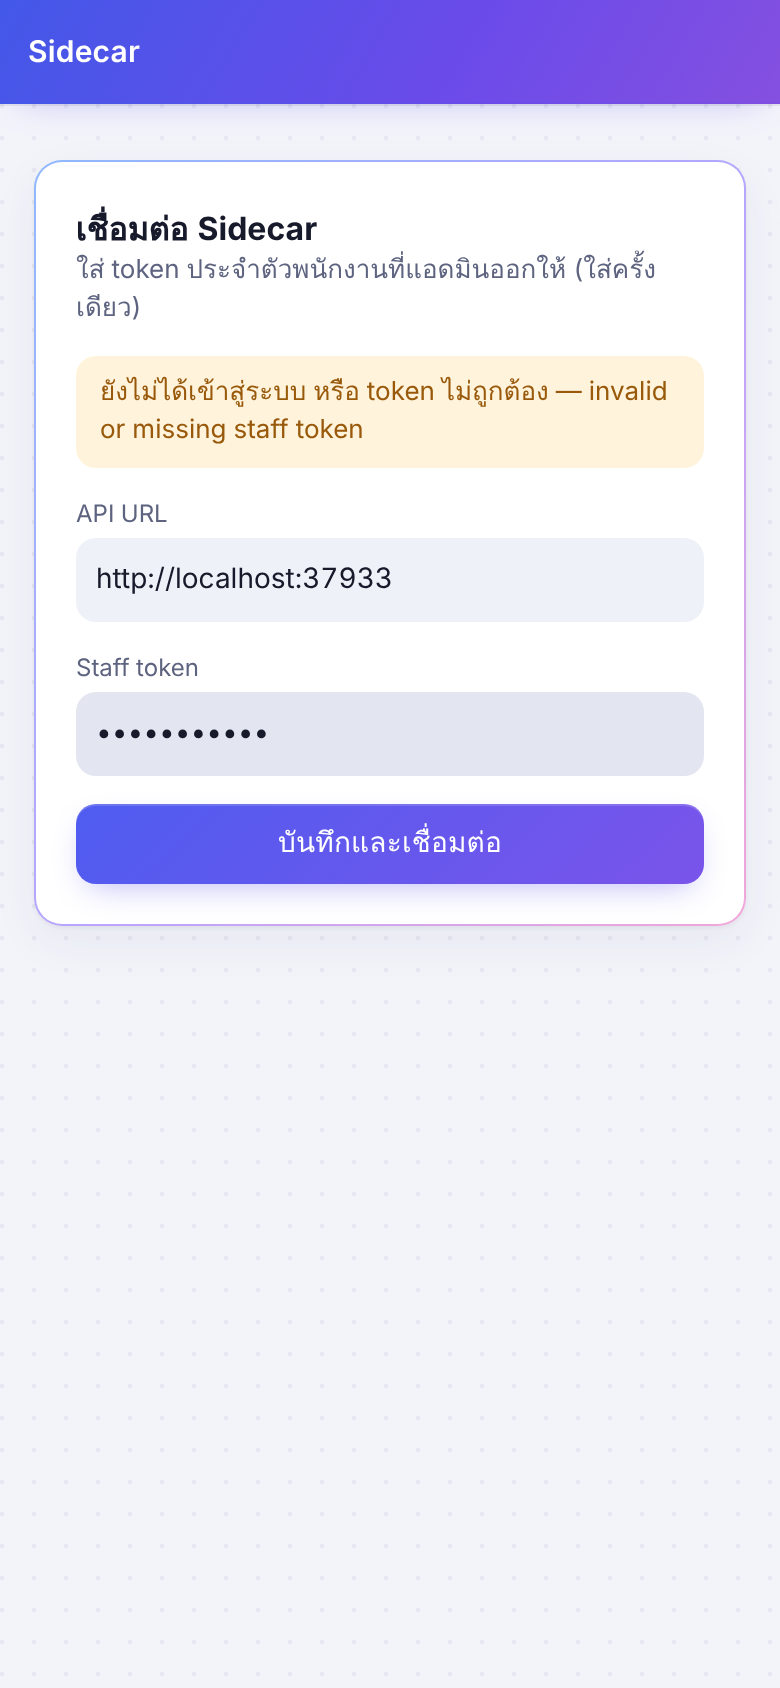 Sidecar
เชื่อมต่อ Sidecar
ใส่ token ประจำตัวพนักงานที่แอดมินออกให้ (ใส่ครั้ง
เดียว)
ยังไม่ได้เข้าสู่ระบบ หรือ token ไม่ถูกต้อง — invalid
or missing staff token
API URL
http://localhost:37933
Staff token
•••••••••••
บันทึกและเชื่อมต่อ